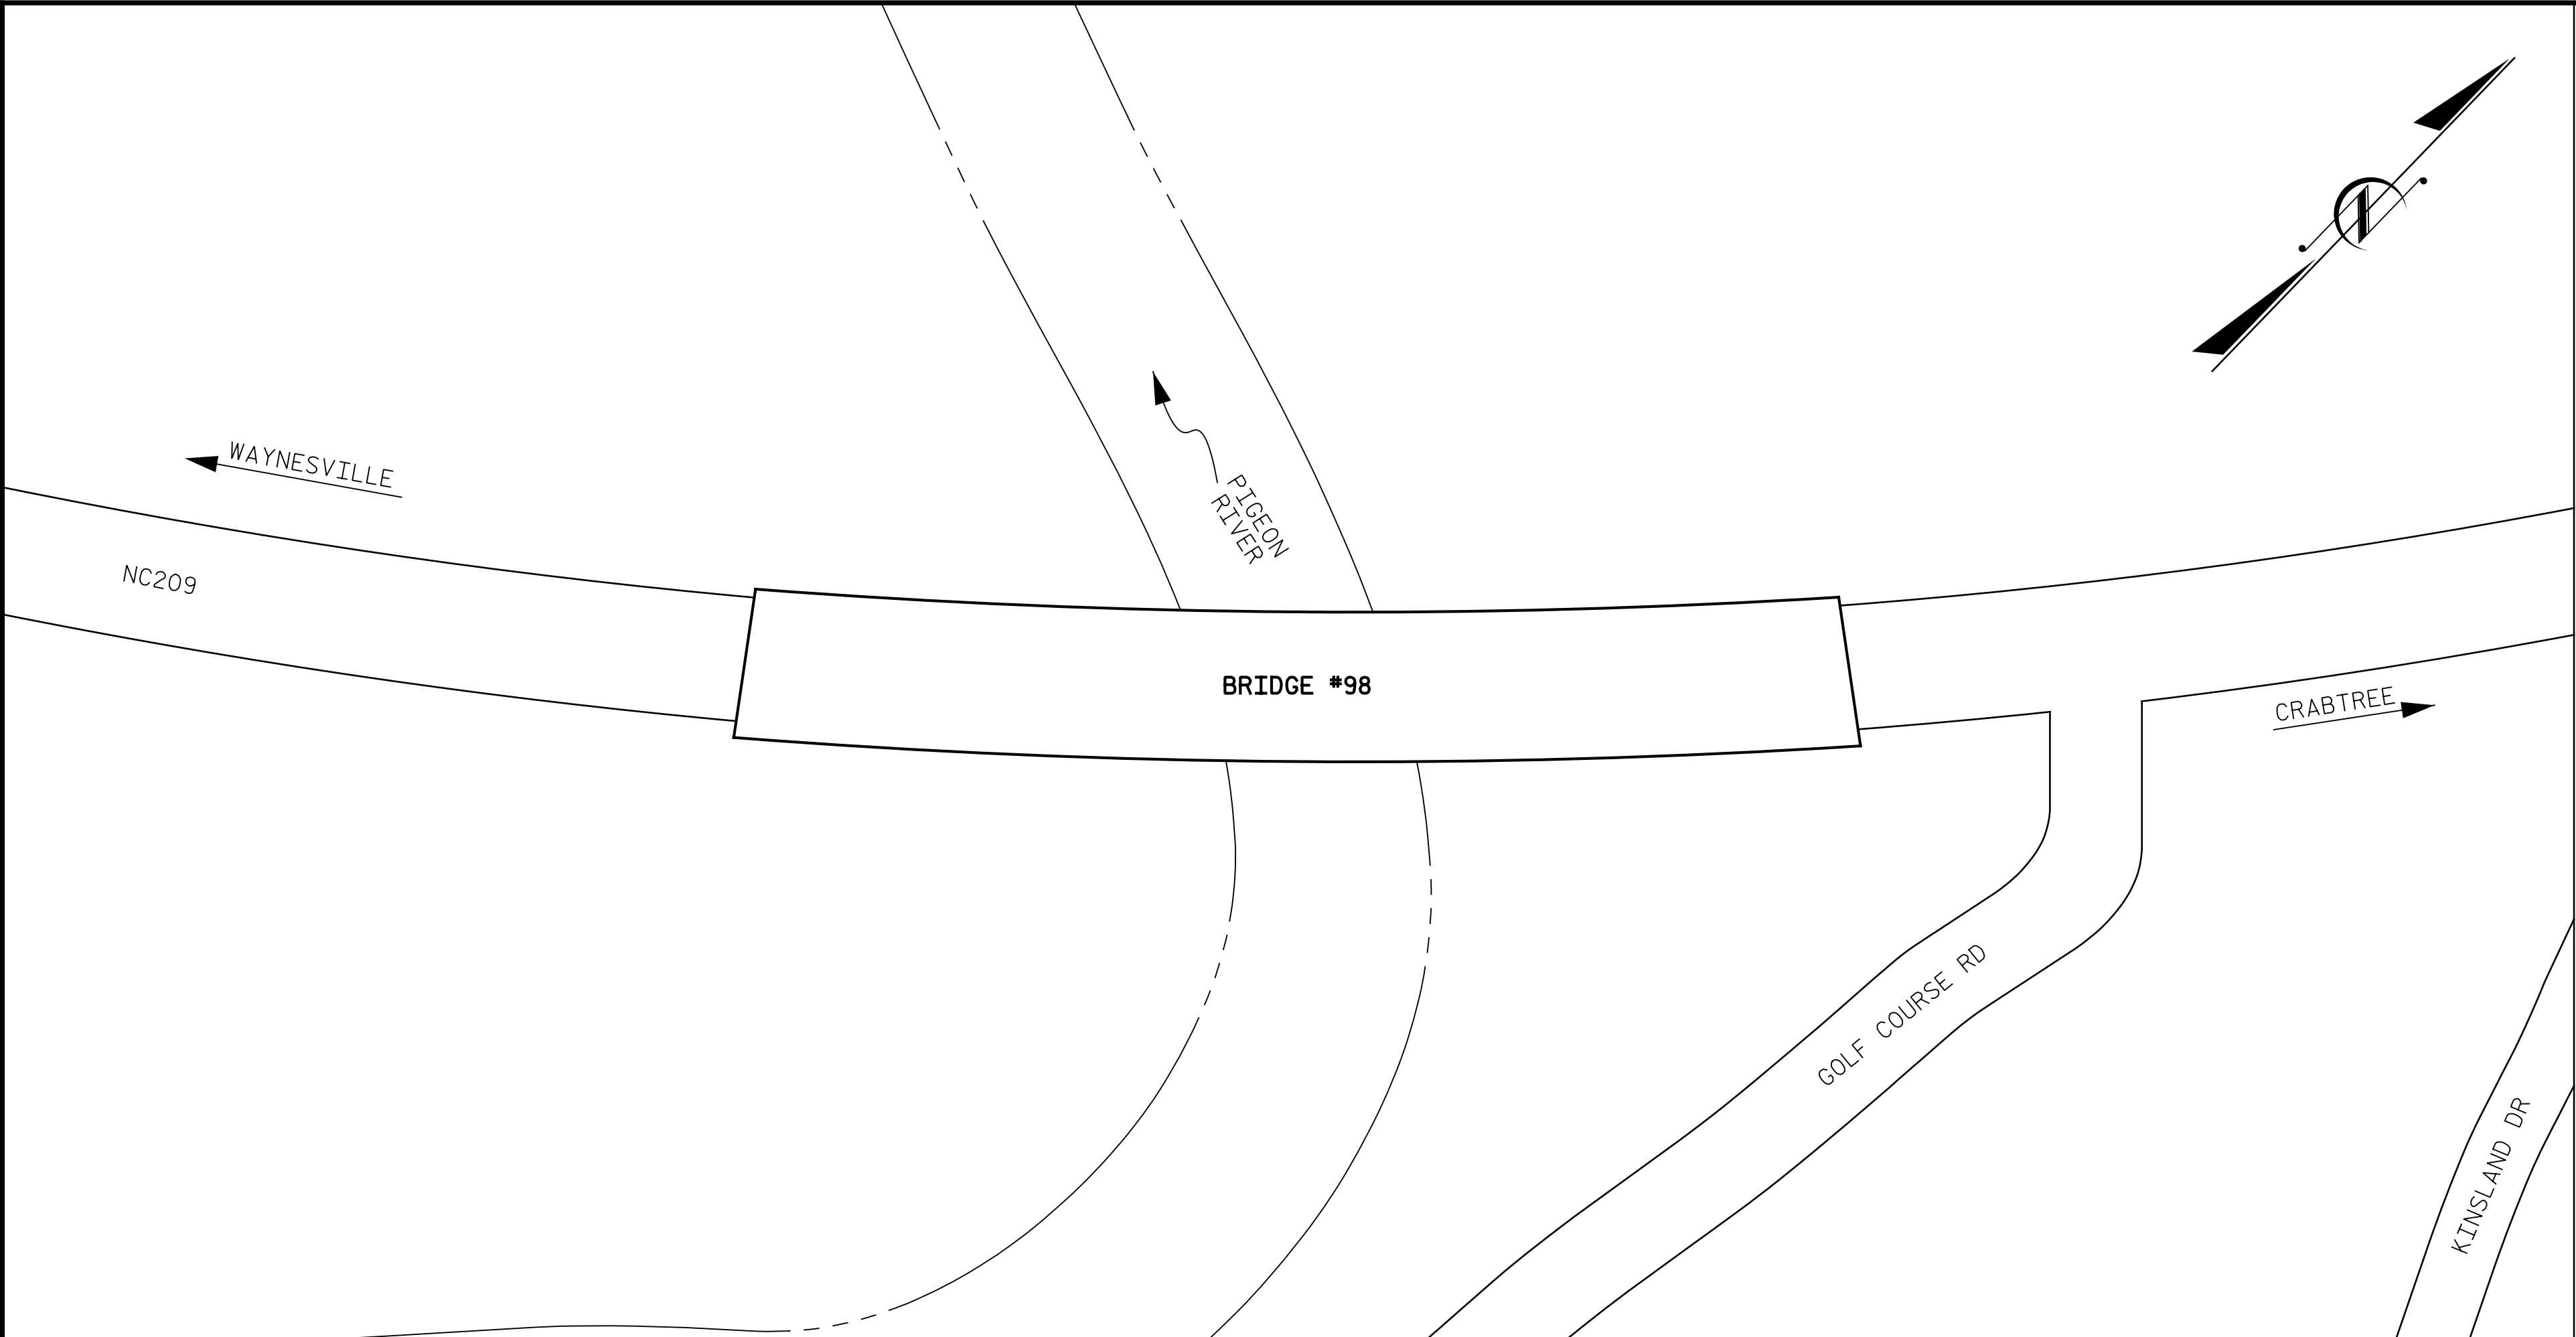 WAYNESVILLE
NC209
PIGEON
RIVER
BRIDGE #98
CRABTREE
GOLF COURSE RD
KINSLAND DR